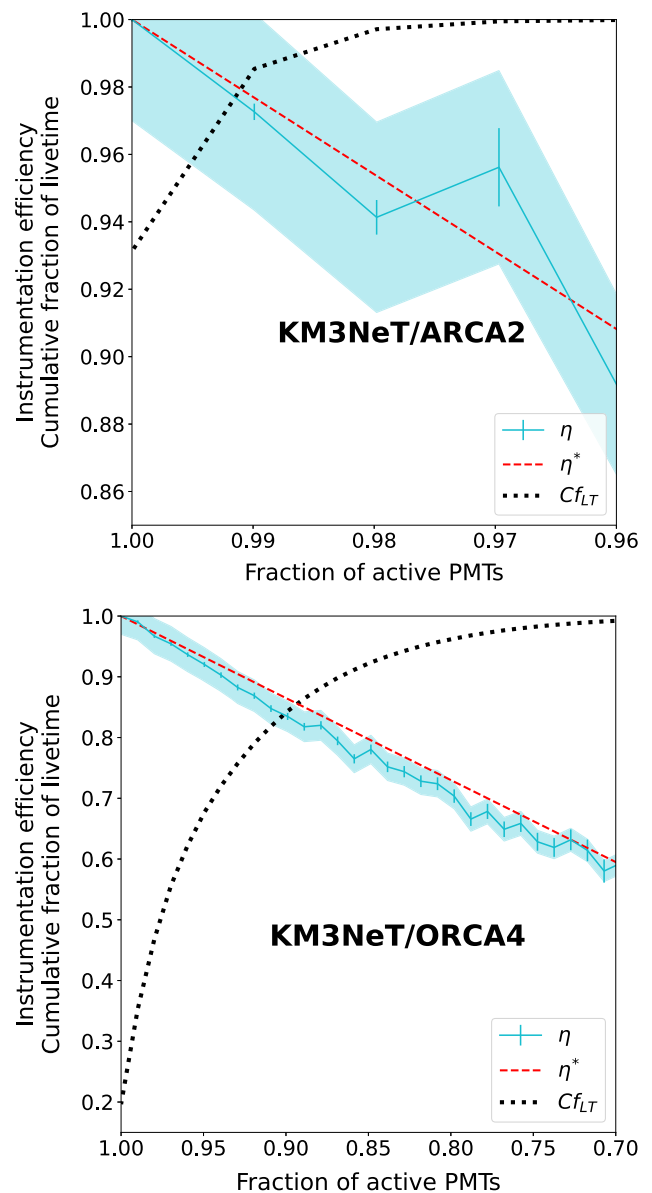 Instrumentation efficiency
Cumulative fraction of livetime
1.00
0.98
0.96
0.94
0.92
0.90
0.88
0.86
KM3NeT/ARCA2
η
η*
Cf_LT
1.00 0.99 0.98 0.97 0.96
Fraction of active PMTs
Instrumentation efficiency
Cumulative fraction of livetime
1.0
0.9
0.8
0.7
0.6
0.5
0.4
0.3
0.2
KM3NeT/ORCA4
η
η*
Cf_LT
1.00 0.95 0.90 0.85 0.80 0.75 0.70
Fraction of active PMTs